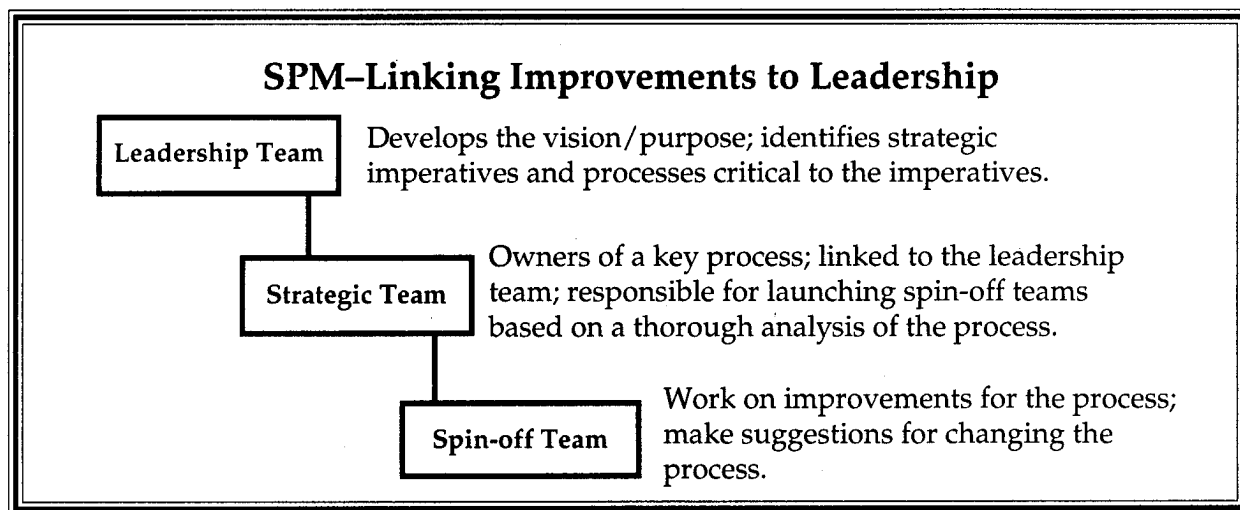 SPM–Linking Improvements to Leadership
Leadership Team
Develops the vision/purpose; identifies strategic
imperatives and processes critical to the imperatives.
Strategic Team
Owners of a key process; linked to the leadership
team; responsible for launching spin-off teams
based on a thorough analysis of the process.
Spin-off Team
Work on improvements for the process;
make suggestions for changing the
process.